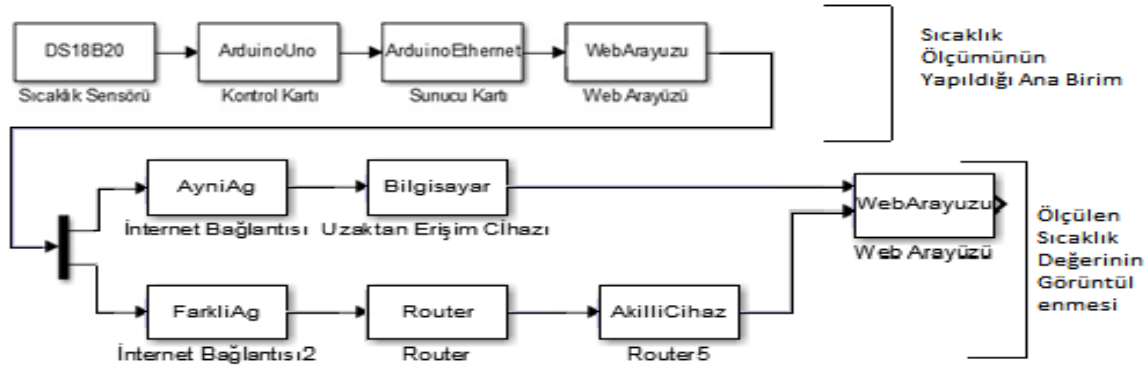 DS18B20
Sıcaklık Sensörü
ArduinoUno
Kontrol Kartı
ArduinoEthernet
Sunucu Kartı
WebArayuzu
Web Arayüzü
Sıcaklık
Ölçümünün
Yapıldığı Ana Birim
AyniAg
İnternet Bağlantısı
Bilgisayar
Uzaktan Erişim Cİhazı
WebArayuzu
Web Arayüzü
FarkliAg
İnternet Bağlantısı2
Router
Router
AkilliCihaz
Router5
Ölçülen
Sıcaklık
Değerinin
Görüntül
enmesi